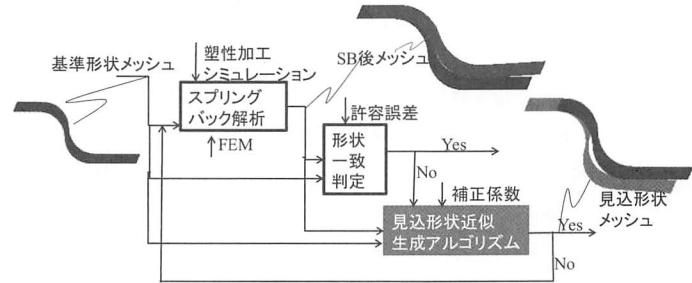 基準形状メッシュ
塑性加工
シミュレーション
スプリング
バック解析
FEM
SB後メッシュ
許容誤差
形状
一致
判定
Yes
No
補正係数
見込形状近似
生成アルゴリズム
Yes
No
見込形状
メッシュ